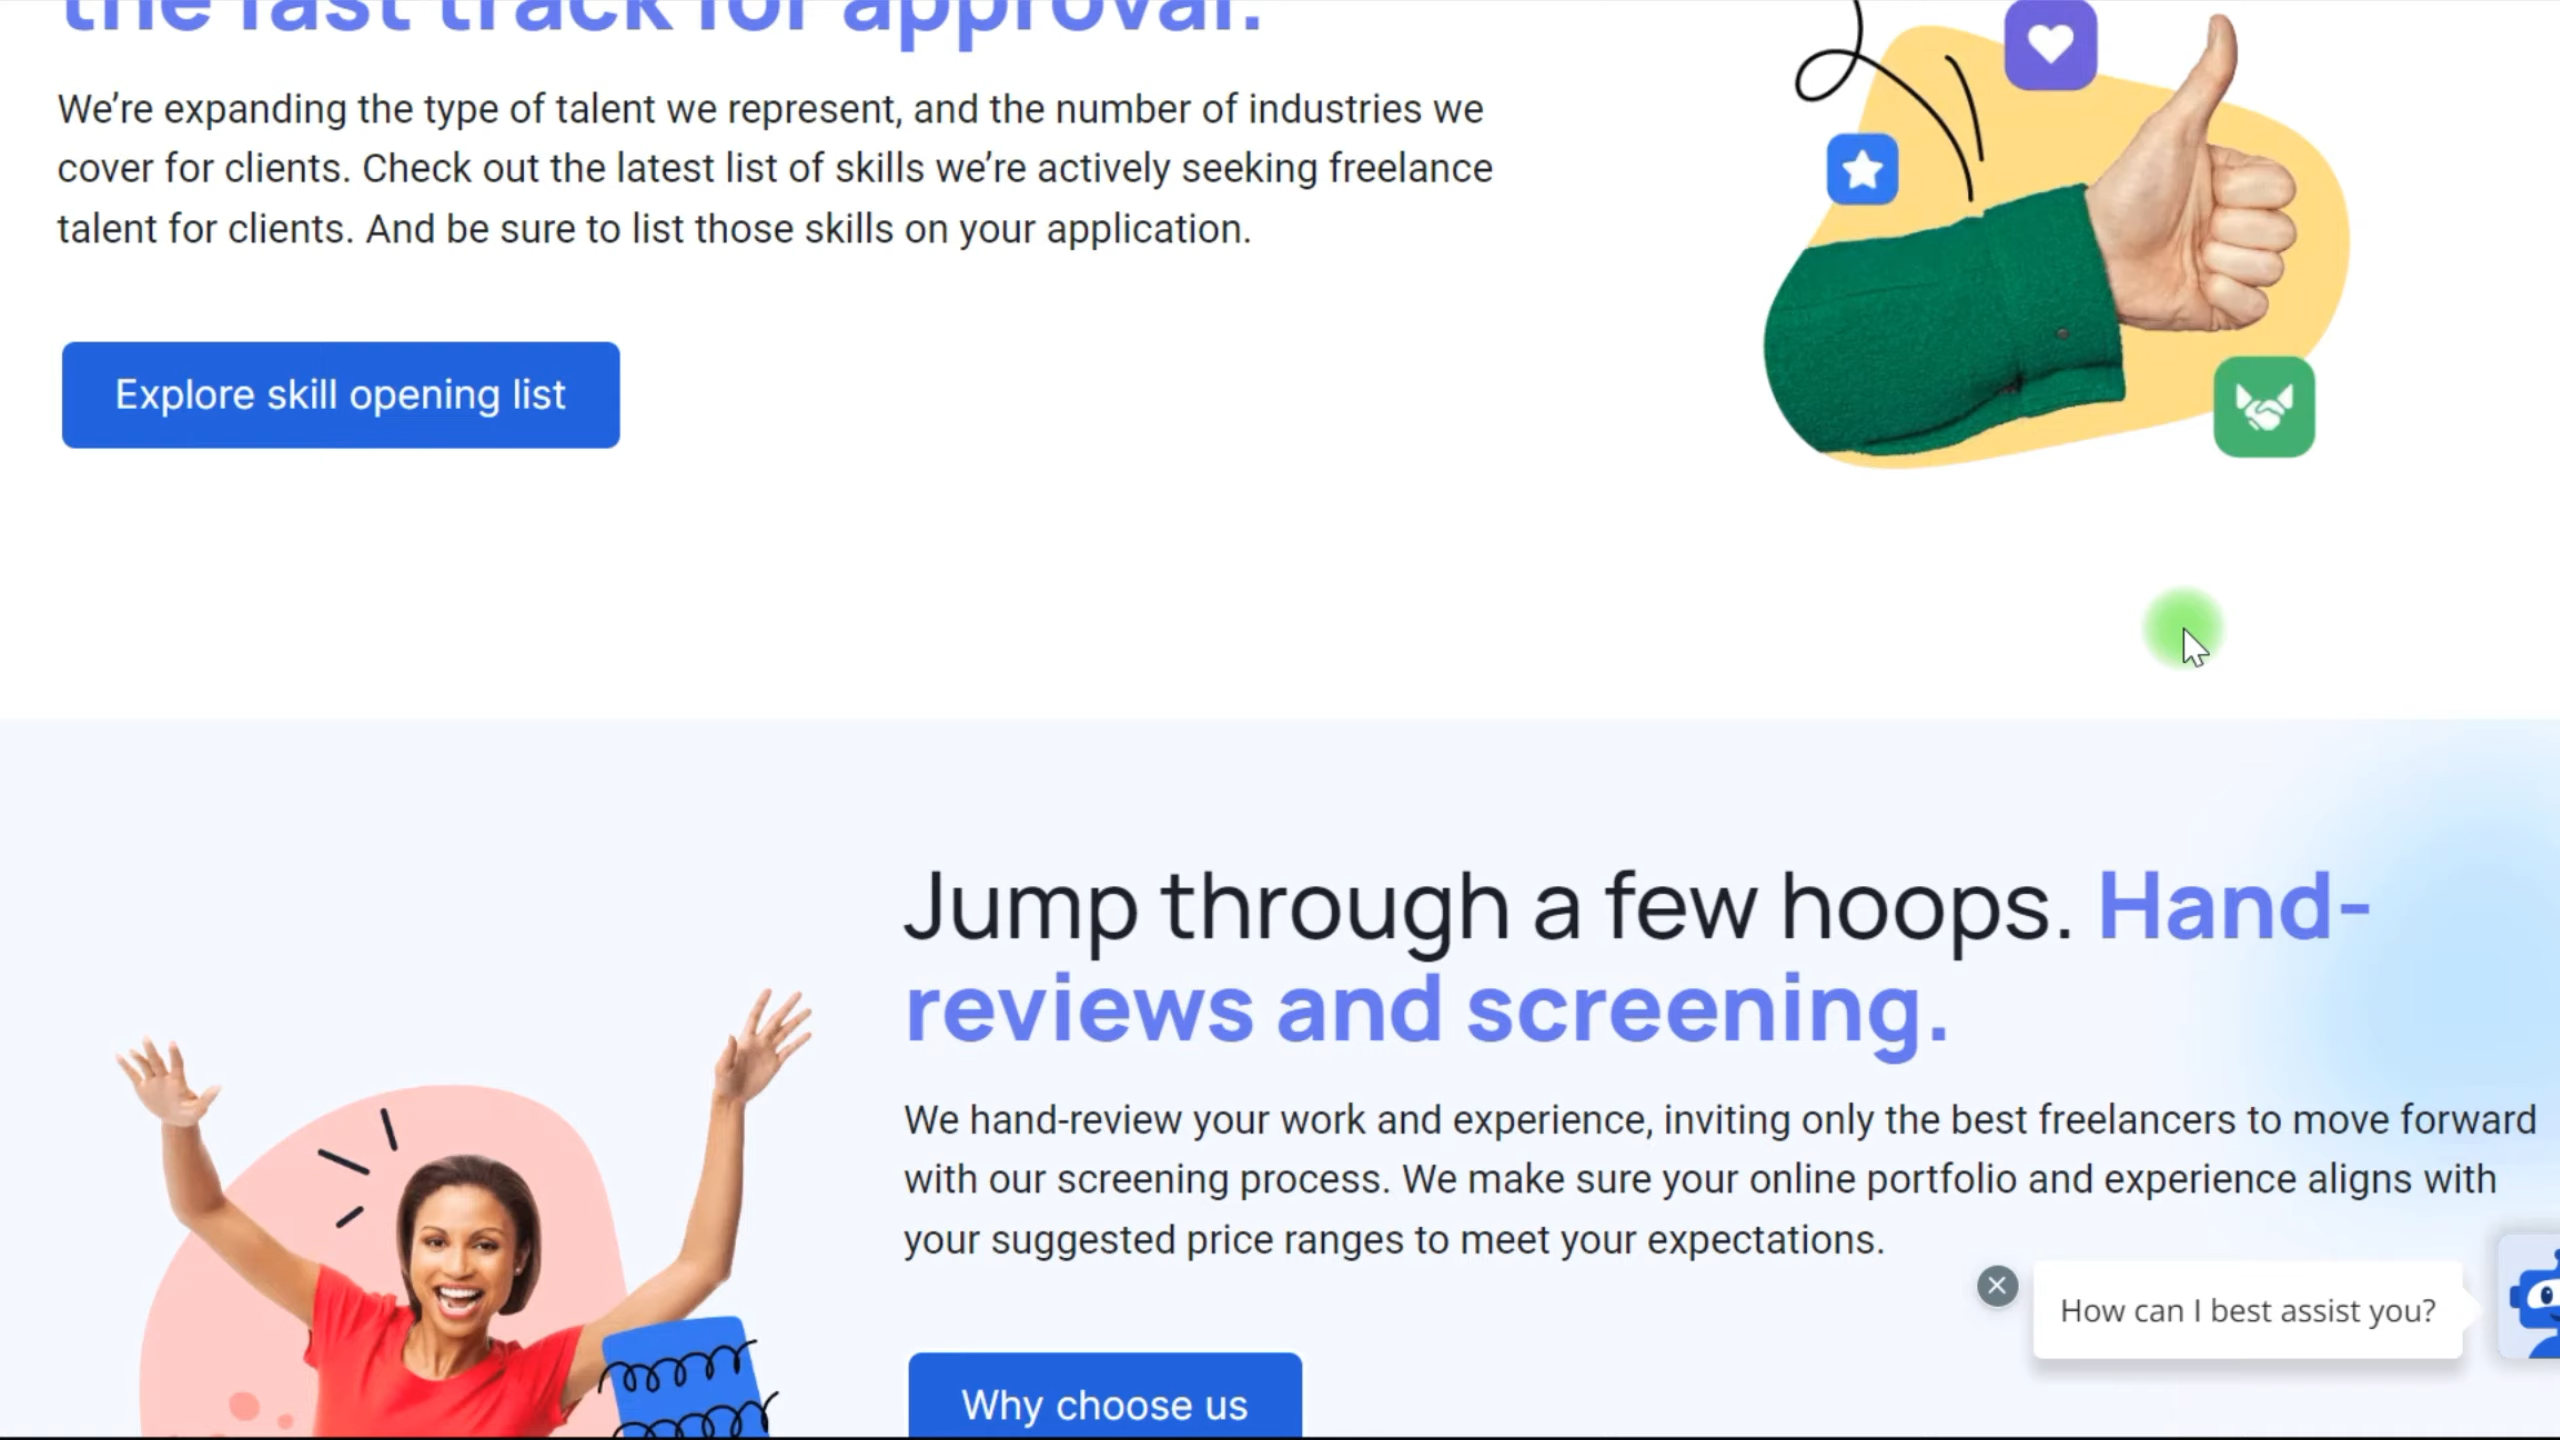 the fast track for approval.
We’re expanding the type of talent we represent, and the number of industries we
cover for clients. Check out the latest list of skills we’re actively seeking freelance
talent for clients. And be sure to list those skills on your application.
Explore skill opening list
Jump through a few hoops. Hand-
reviews and screening.
We hand-review your work and experience, inviting only the best freelancers to move forward
with our screening process. We make sure your online portfolio and experience aligns with
your suggested price ranges to meet your expectations.
How can I best assist you?
Why choose us